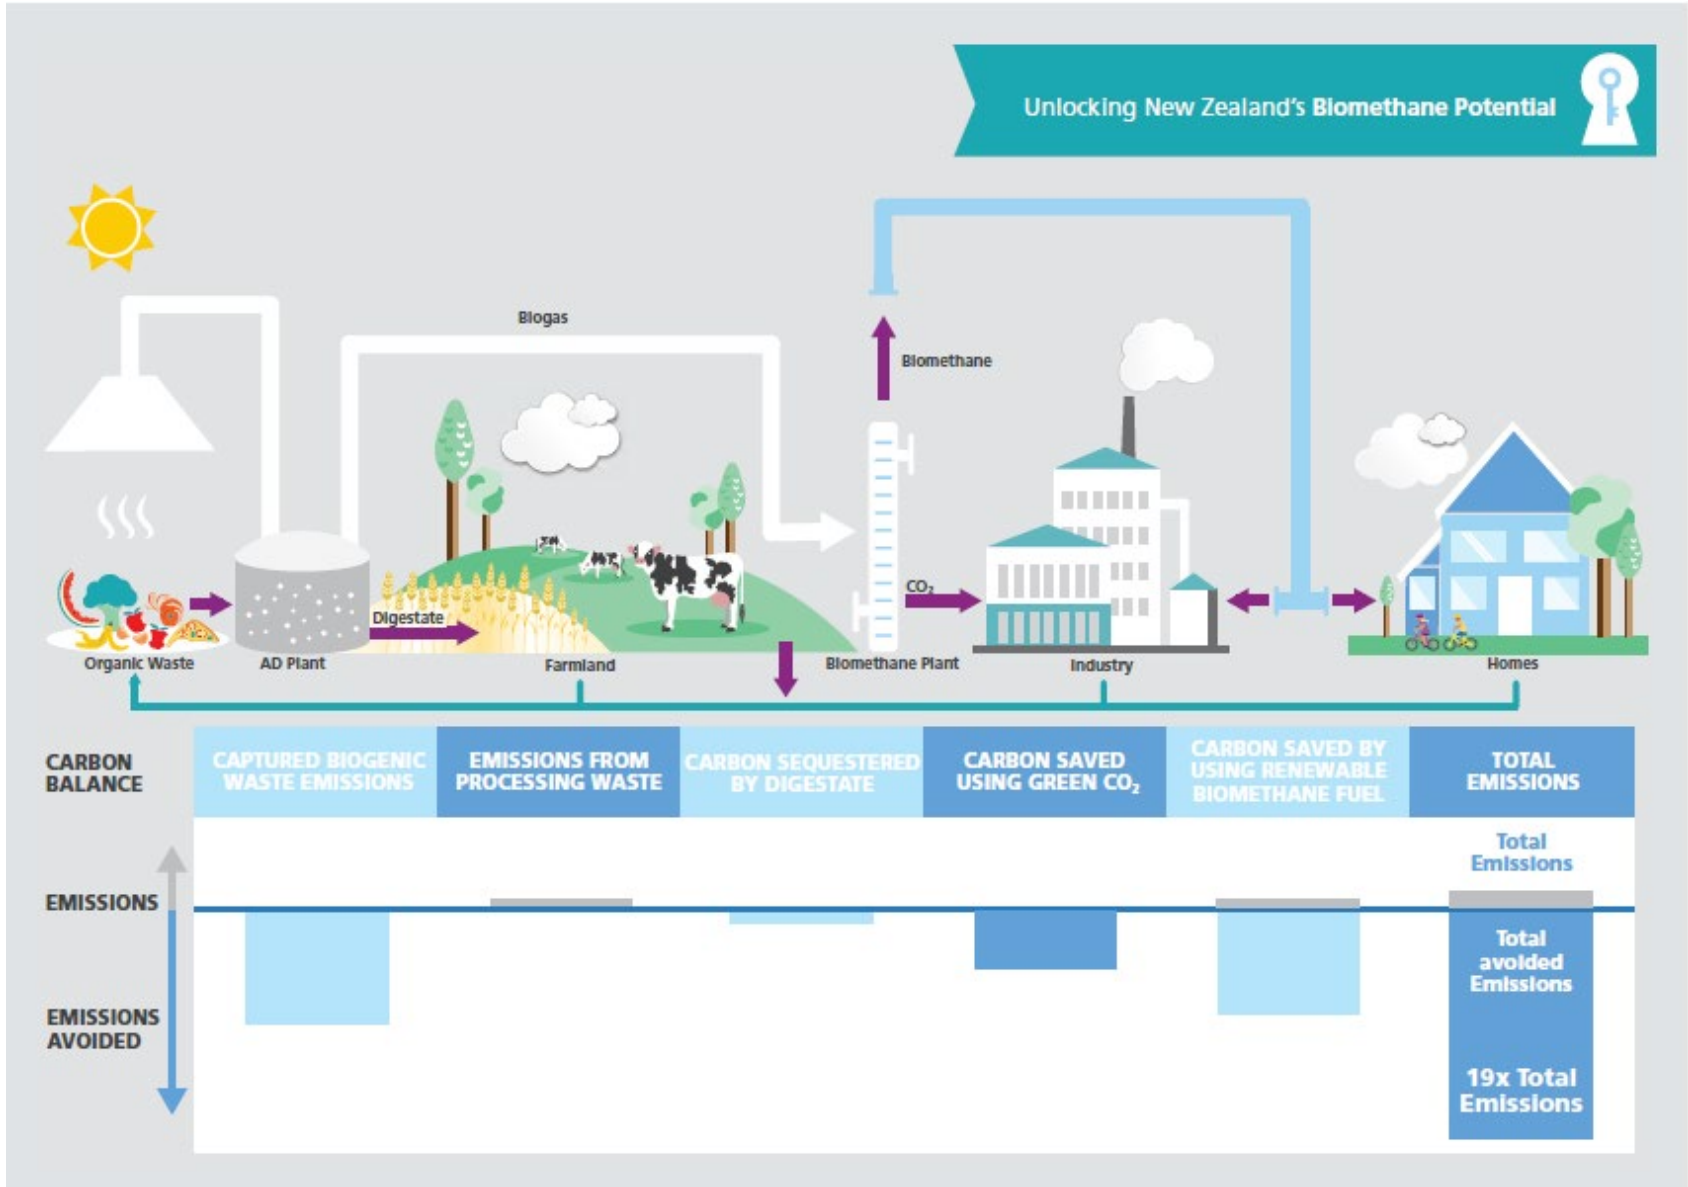 Unlocking New Zealand's Biomethane Potential
Biogas
Biomethane
CO₂
Digestate
Organic Waste
AD Plant
Farmland
Biomethane Plant
Industry
Homes
CARBON
BALANCE
CAPTURED BIOGENIC
WASTE EMISSIONS
EMISSIONS FROM
PROCESSING WASTE
CARBON SEQUESTERED
BY DIGESTATE
CARBON SAVED
USING GREEN CO₂
CARBON SAVED BY
USING RENEWABLE
BIOMETHANE FUEL
TOTAL
EMISSIONS
Total
Emissions
EMISSIONS
Total
avoided
Emissions
EMISSIONS
AVOIDED
19x Total
Emissions